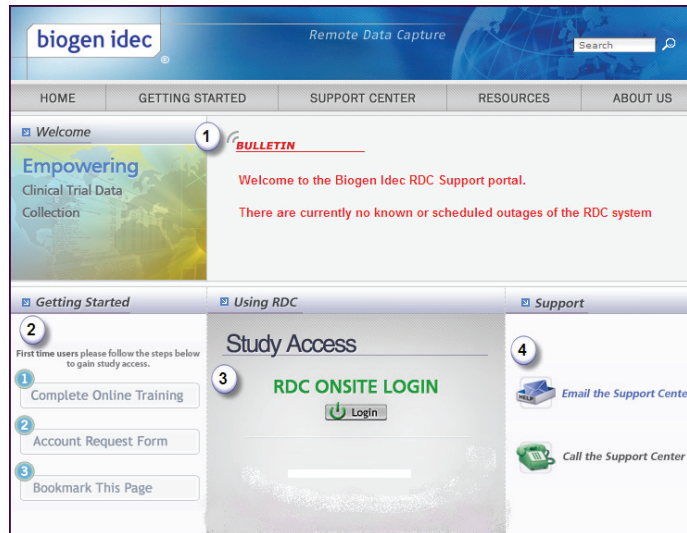 biogen idec
®
Remote Data Capture
Search
HOME GETTING STARTED SUPPORT CENTER RESOURCES ABOUT US
Welcome
Empowering
Clinical Trial Data
Collection
1
BULLETIN
Welcome to the Biogen Idec RDC Support portal.
There are currently no known or scheduled outages of the RDC system
Getting Started
2
First time users please follow the steps below
to gain study access.
1
Complete Online Training
2
Account Request Form
3
Bookmark This Page
Using RDC
Study Access
3
RDC ONSITE LOGIN
Login
Support
4
HELP
Email the Support Cente
Call the Support Center